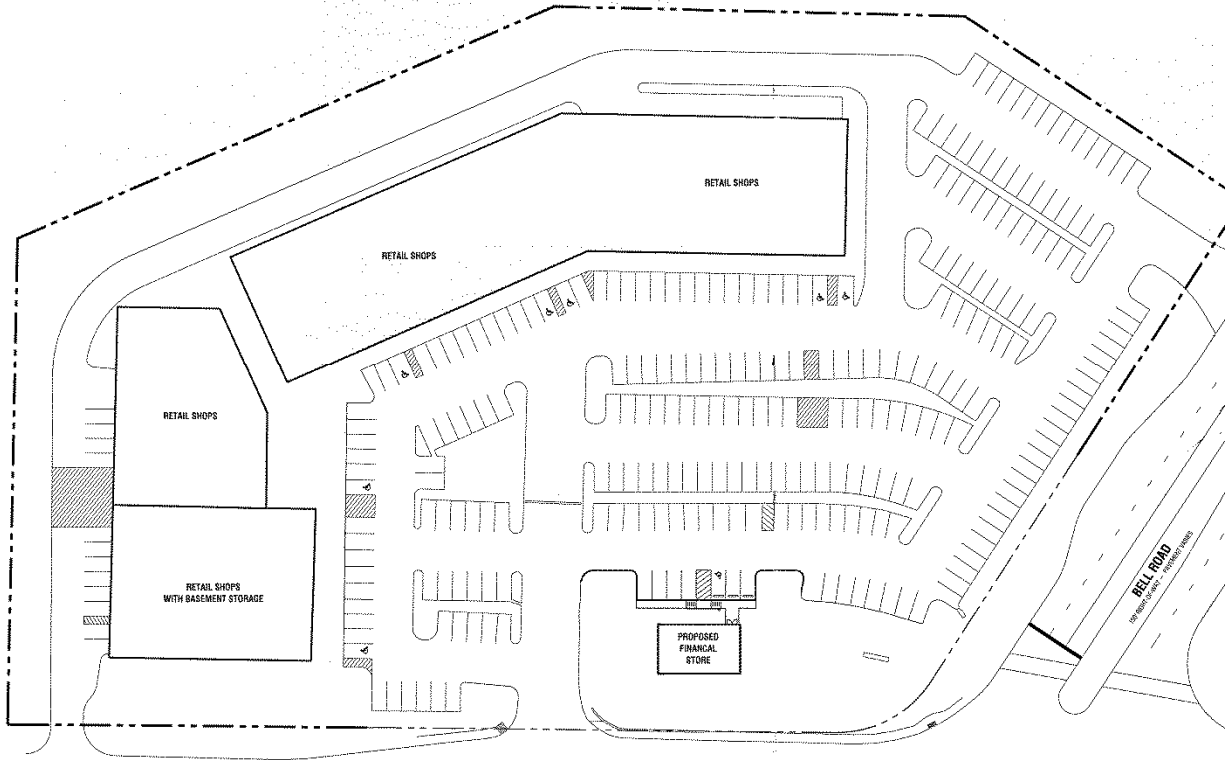 RETAIL SHOPS
RETAIL SHOPS
RETAIL SHOPS
RETAIL SHOPS
WITH BASEMENT STORAGE
PROPOSED
FINANCAL
STORE
BELL ROAD